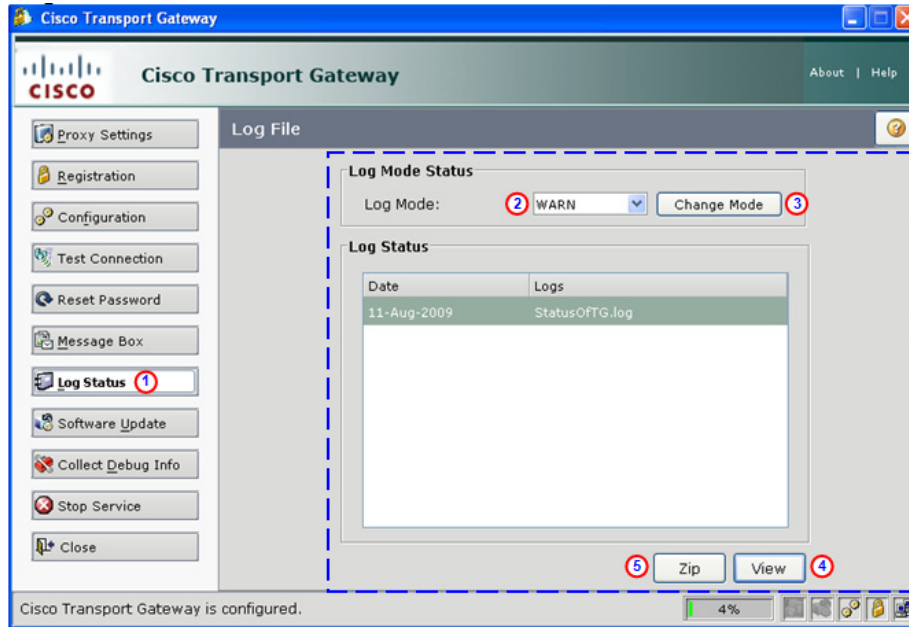 Cisco Transport Gateway
CISCO
Cisco Transport Gateway
About | Help
Proxy Settings
Registration
Configuration
Test Connection
Reset Password
Message Box
Log Status 1
Software Update
Collect Debug Info
Stop Service
Close
Log File
Log Mode Status
Log Mode: 2 WARN Change Mode 3
Log Status
Date Logs
11-Aug-2009 StatusOfTG.log
5 Zip View 4
Cisco Transport Gateway is configured. 4%